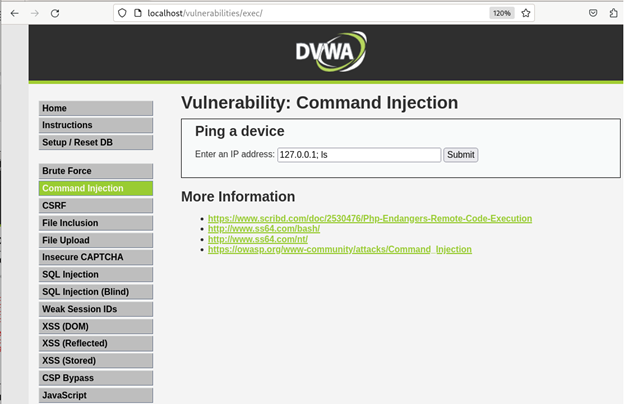 localhost/vulnerabilities/exec/
120%
DVWA
Home
Instructions
Setup / Reset DB
Brute Force
Command Injection
CSRF
File Inclusion
File Upload
Insecure CAPTCHA
SQL Injection
SQL Injection (Blind)
Weak Session IDs
XSS (DOM)
XSS (Reflected)
XSS (Stored)
CSP Bypass
JavaScript
Vulnerability: Command Injection
Ping a device
Enter an IP address: 127.0.0.1; ls Submit
More Information
https://www.scribd.com/doc/2530476/Php-Endangers-Remote-Code-Execution
http://www.ss64.com/bash/
http://www.ss64.com/nt/
https://owasp.org/www-community/attacks/Command_Injection